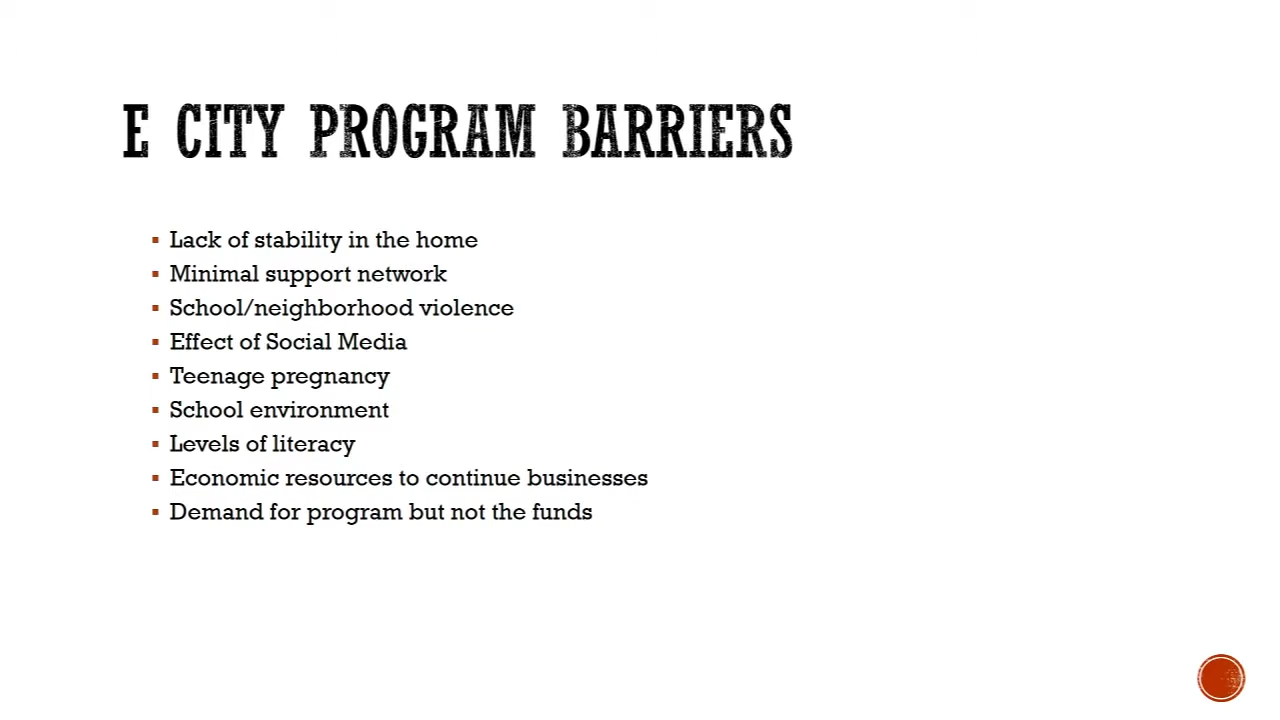 E CITY PROGRAM BARRIERS
Lack of stability in the home
Minimal support network
School/neighborhood violence
Effect of Social Media
Teenage pregnancy
School environment
Levels of literacy
Economic resources to continue businesses
Demand for program but not the funds